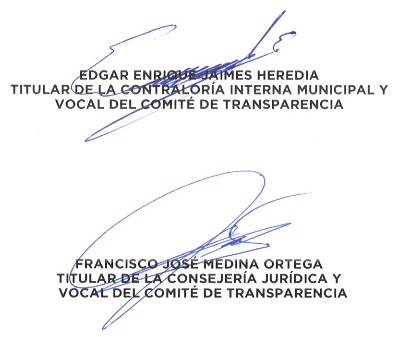 EDGAR ENRIQUE JAIMES HEREDIA
TITULAR DE LA CONTRALORÍA INTERNA MUNICIPAL Y
VOCAL DEL COMITÉ DE TRANSPARENCIA
FRANCISCO JOSÉ MEDINA ORTEGA
TITULAR DE LA CONSEJERÍA JURÍDICA Y
VOCAL DEL COMITÉ DE TRANSPARENCIA